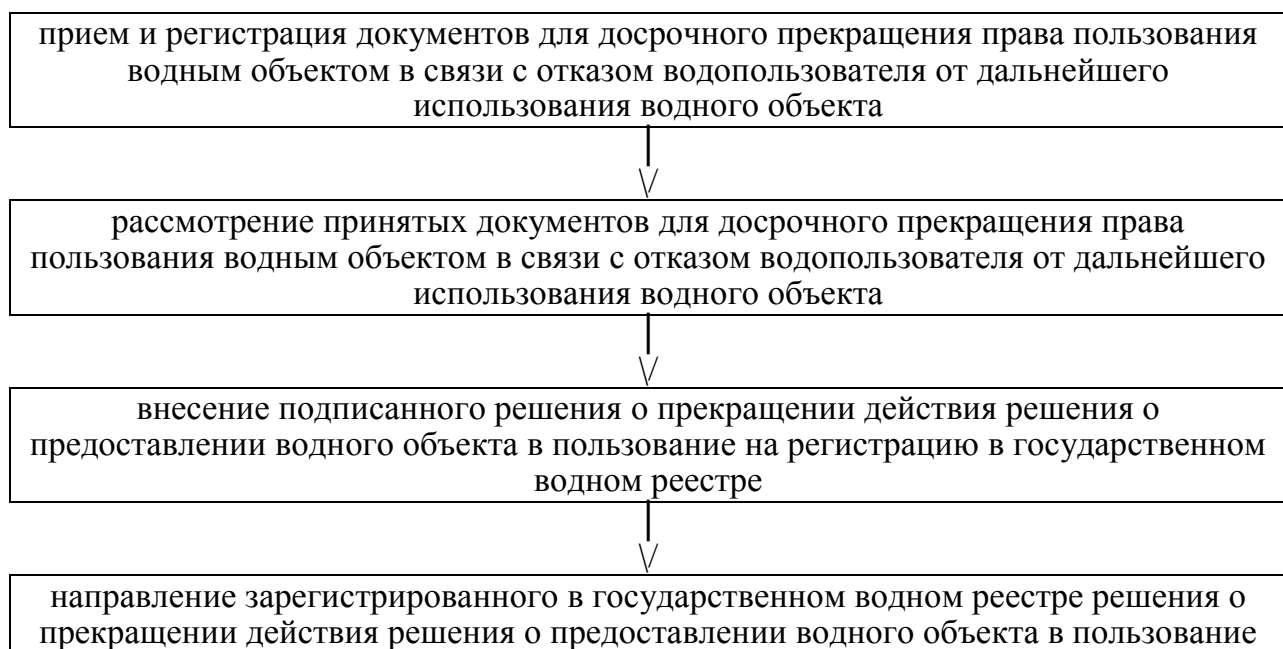 прием и регистрация документов для досрочного прекращения права пользования
водным объектом в связи с отказом водопользователя от дальнейшего
использования водного объекта
рассмотрение принятых документов для досрочного прекращения права
пользования водным объектом в связи с отказом водопользователя от дальнейшего
использования водного объекта
внесение подписанного решения о прекращении действия решения о
предоставлении водного объекта в пользование на регистрацию в государственном
водном реестре
направление зарегистрированного в государственном водном реестре решения о
прекращении действия решения о предоставлении водного объекта в пользование